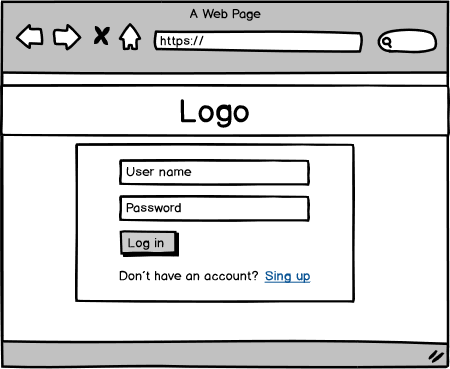 A Web Page
https://
Logo
User name
Password
Log in
Don't have an account? Sing up